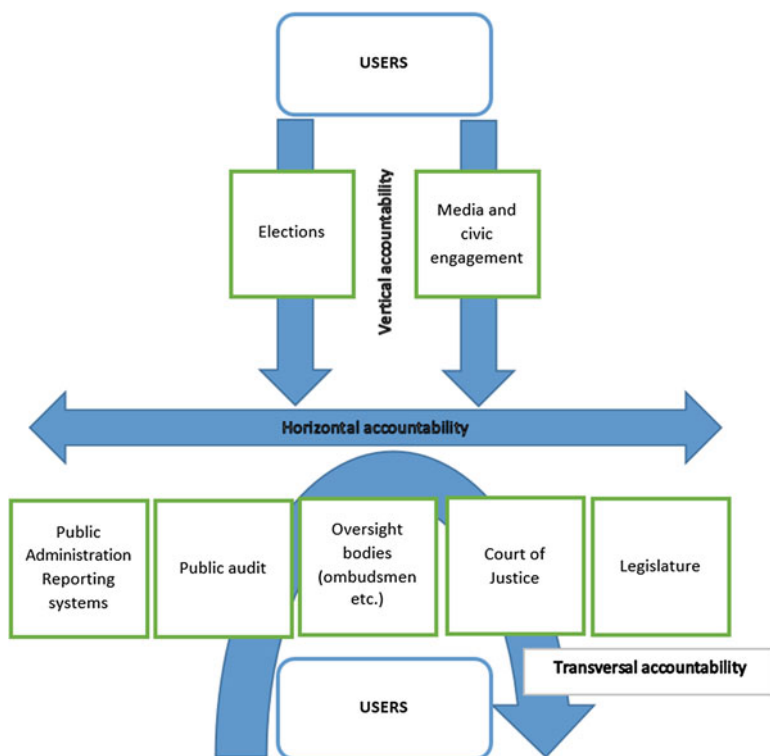 USERS
Elections
Vertical accountability
Media and
civic
engagement
Horizontal accountability
Public
Administration
Reporting
systems
Public audit
Oversight
bodies
(ombudsmen
etc.)
Court of
Justice
Legislature
Transversal accountability
USERS